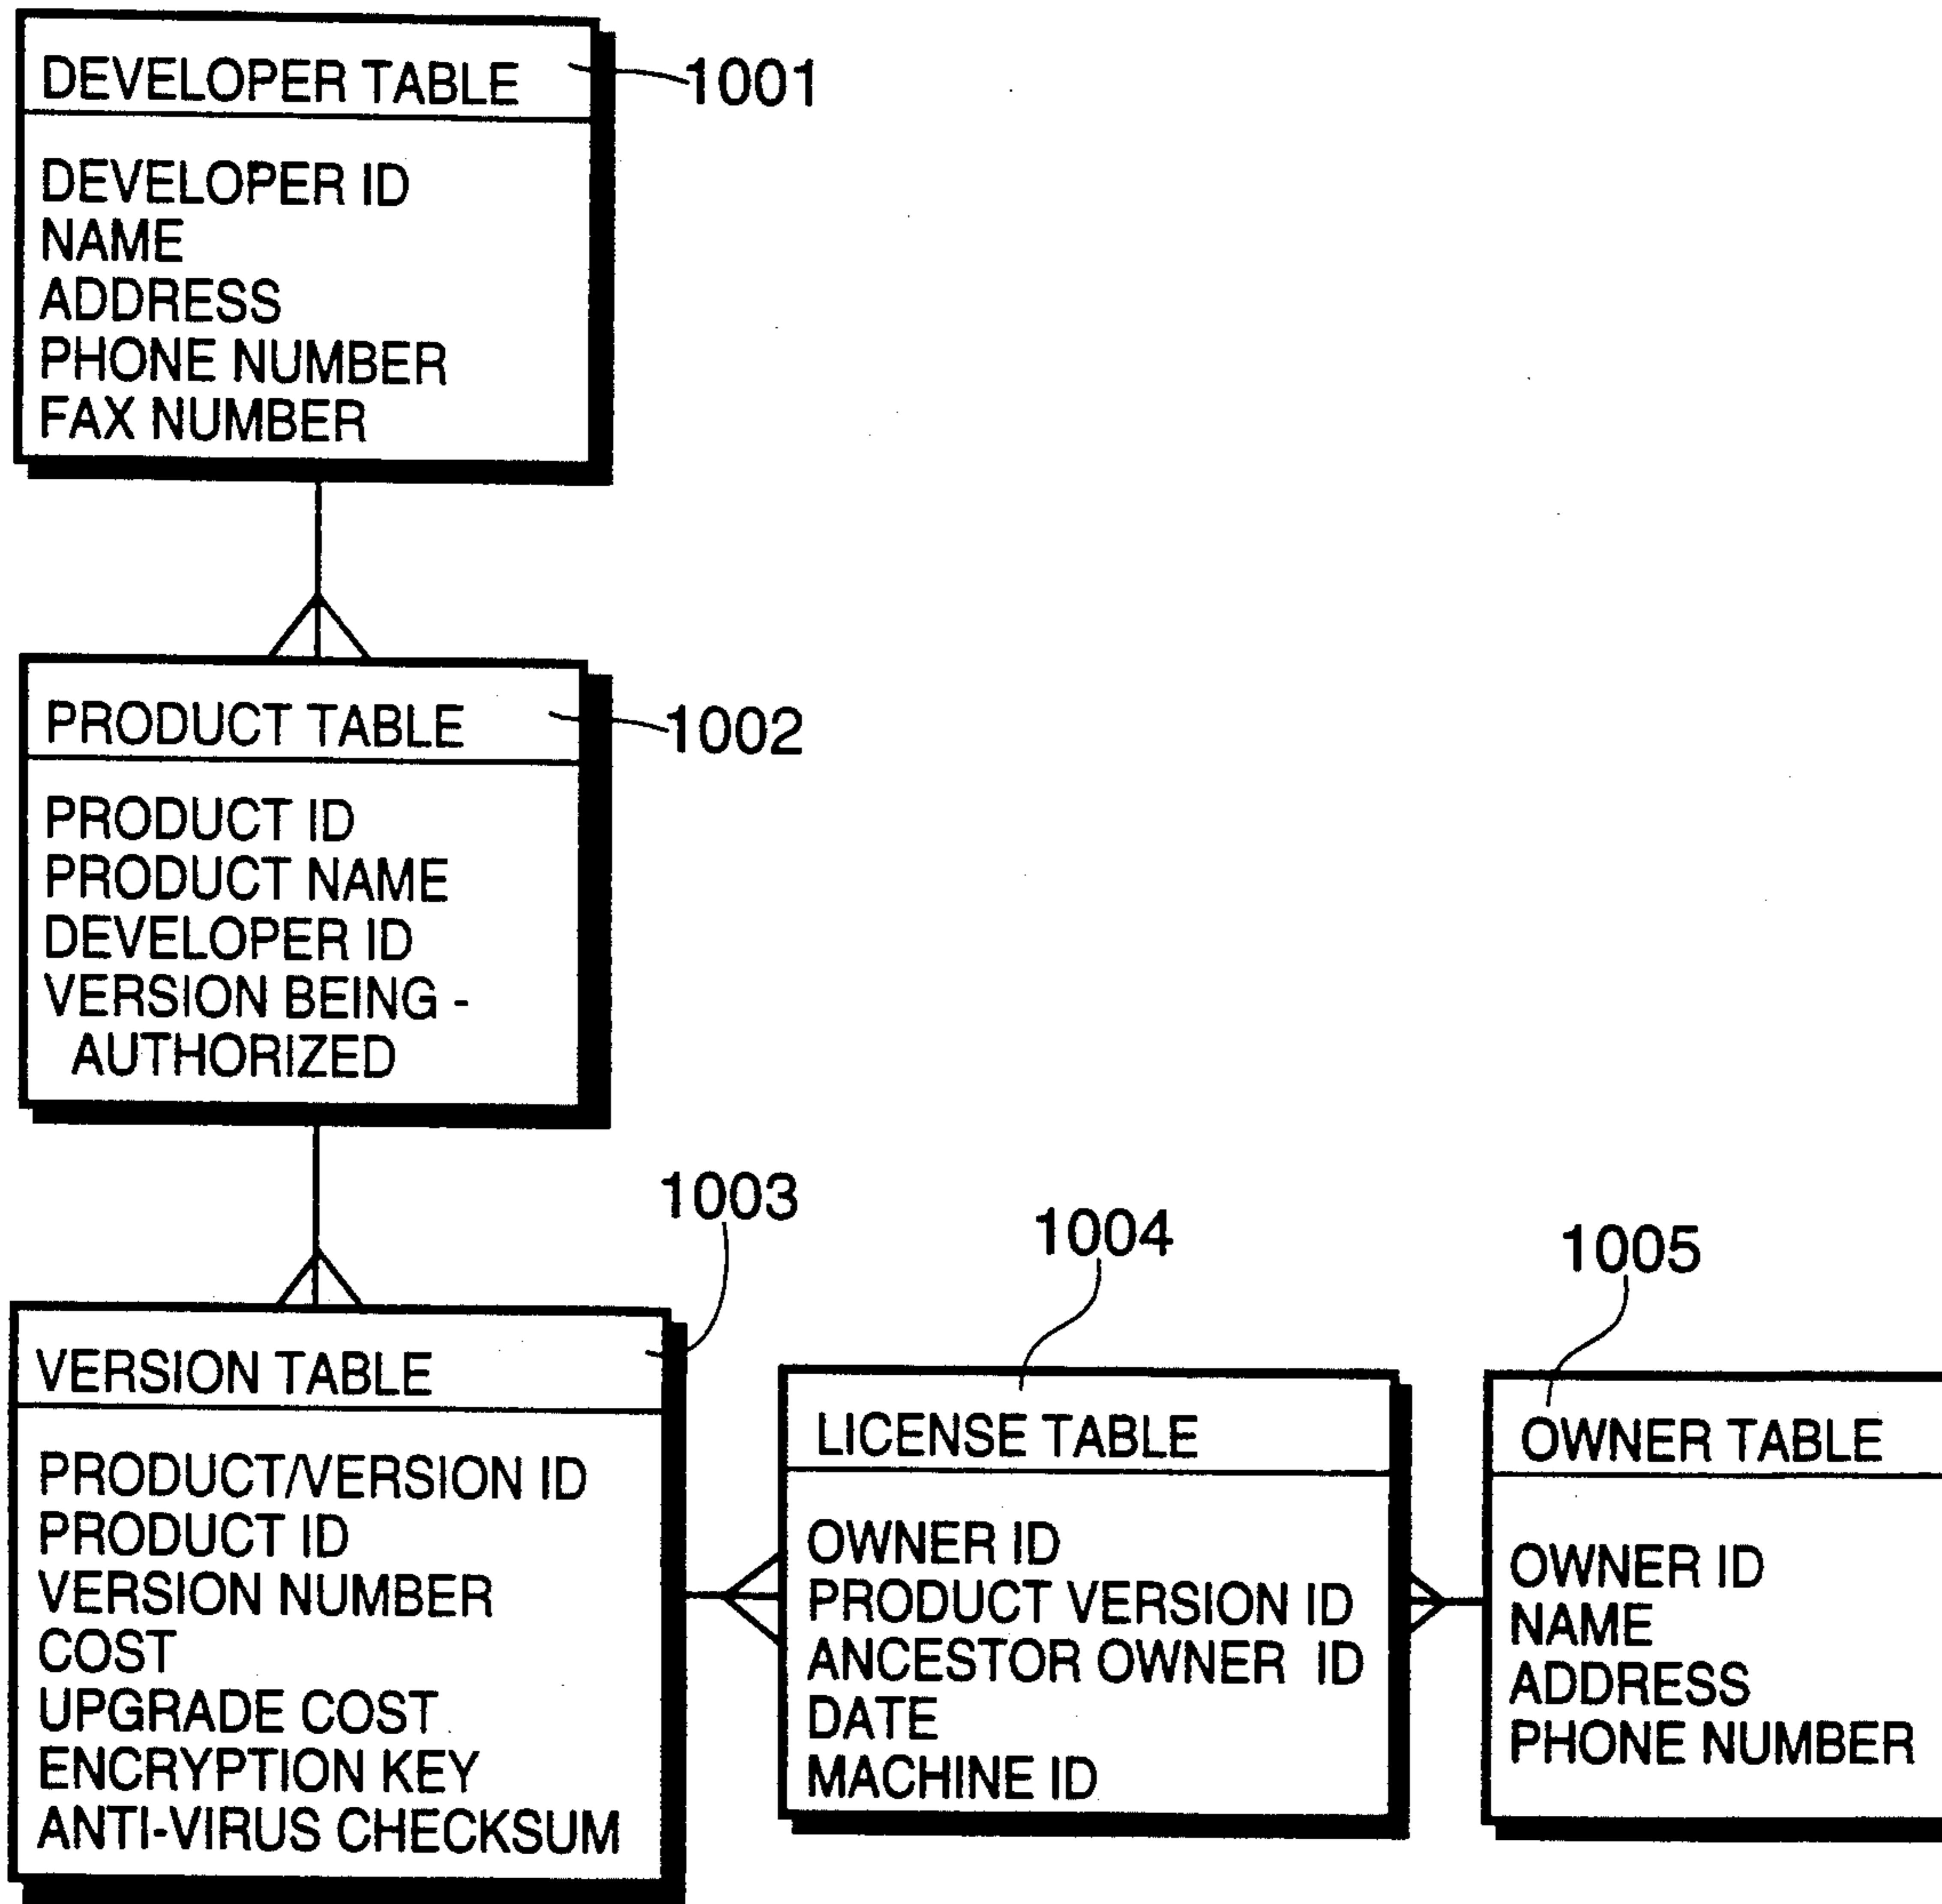 DEVELOPER TABLE
1001
DEVELOPER ID
NAME
ADDRESS
PHONE NUMBER
FAX NUMBER
PRODUCT TABLE
1002
PRODUCT ID
PRODUCT NAME
DEVELOPER ID
VERSION BEING -
AUTHORIZED
1003
VERSION TABLE
PRODUCT/VERSION ID
PRODUCT ID
VERSION NUMBER
COST
UPGRADE COST
ENCRYPTION KEY
ANTI-VIRUS CHECKSUM
1004
LICENSE TABLE
OWNER ID
PRODUCT VERSION ID
ANCESTOR OWNER ID
DATE
MACHINE ID
1005
OWNER TABLE
OWNER ID
NAME
ADDRESS
PHONE NUMBER